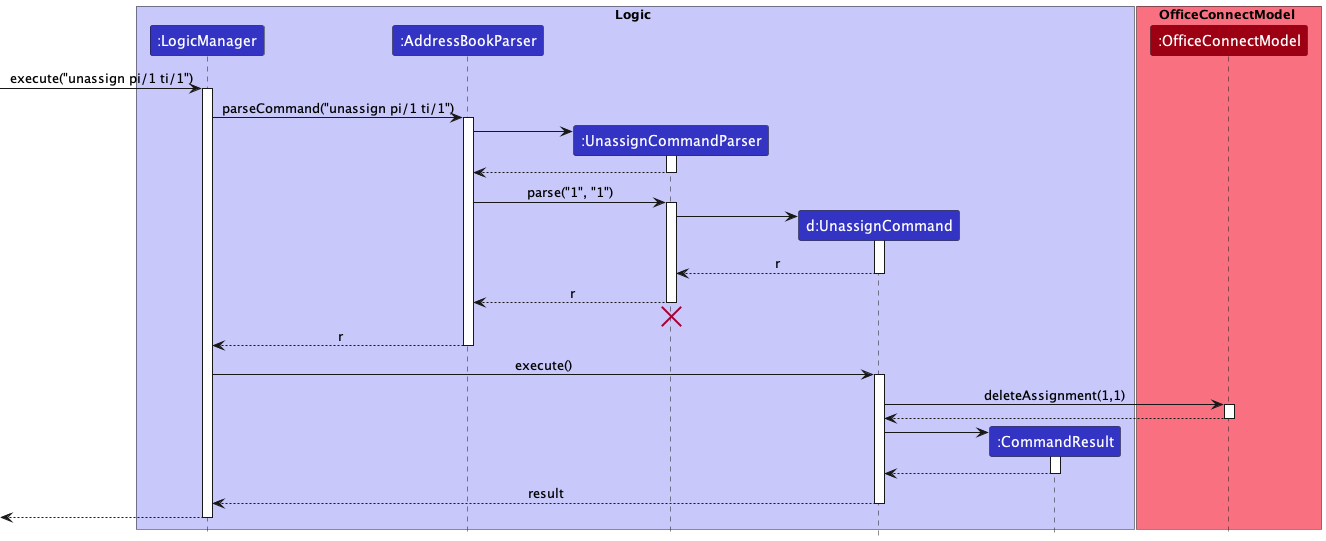 Logic
OfficeConnectModel
:LogicManager
:AddressBookParser
:OfficeConnectModel
execute("unassign pi/1 ti/1")
parseCommand("unassign pi/1 ti/1")
:UnassignCommandParser
parse("1", "1")
d:UnassignCommand
r
r
r
execute()
deleteAssignment(1,1)
:CommandResult
result